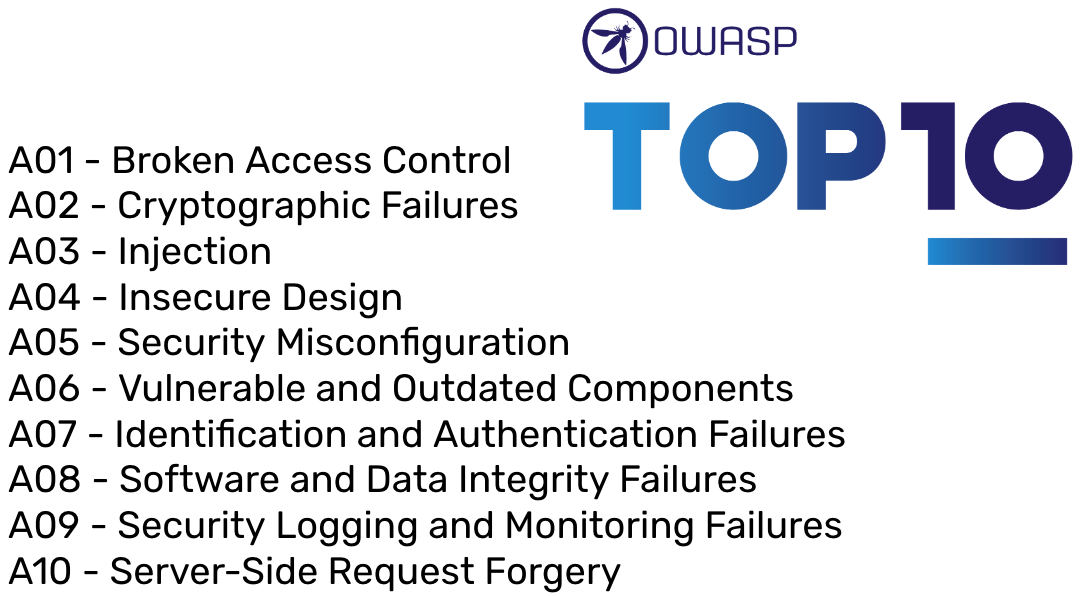 OWASP
TOP 10
A01 - Broken Access Control
A02 - Cryptographic Failures
A03 - Injection
A04 - Insecure Design
A05 - Security Misconfiguration
A06 - Vulnerable and Outdated Components
A07 - Identification and Authentication Failures
A08 - Software and Data Integrity Failures
A09 - Security Logging and Monitoring Failures
A10 - Server-Side Request Forgery